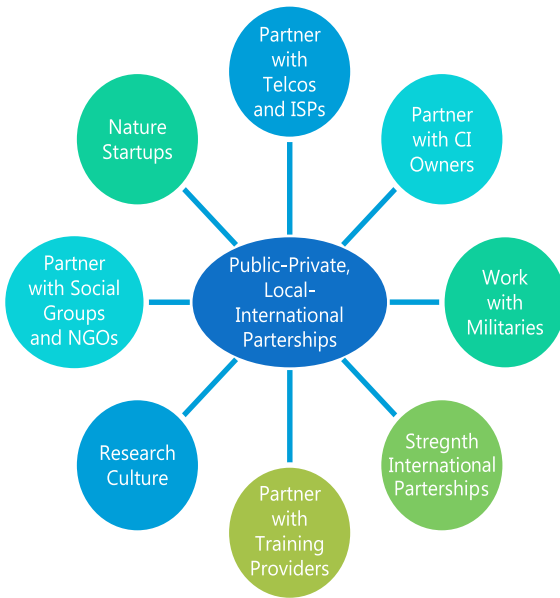 Partner
with
Telcos
and ISPs
Partner
with CI
Owners
Work
with
Militaries
Stregnth
International
Parterships
Partner
with
Training
Providers
Research
Culture
Partner
with Social
Groups
and NGOs
Nature
Startups
Public-Private,
Local-
International
Parterships